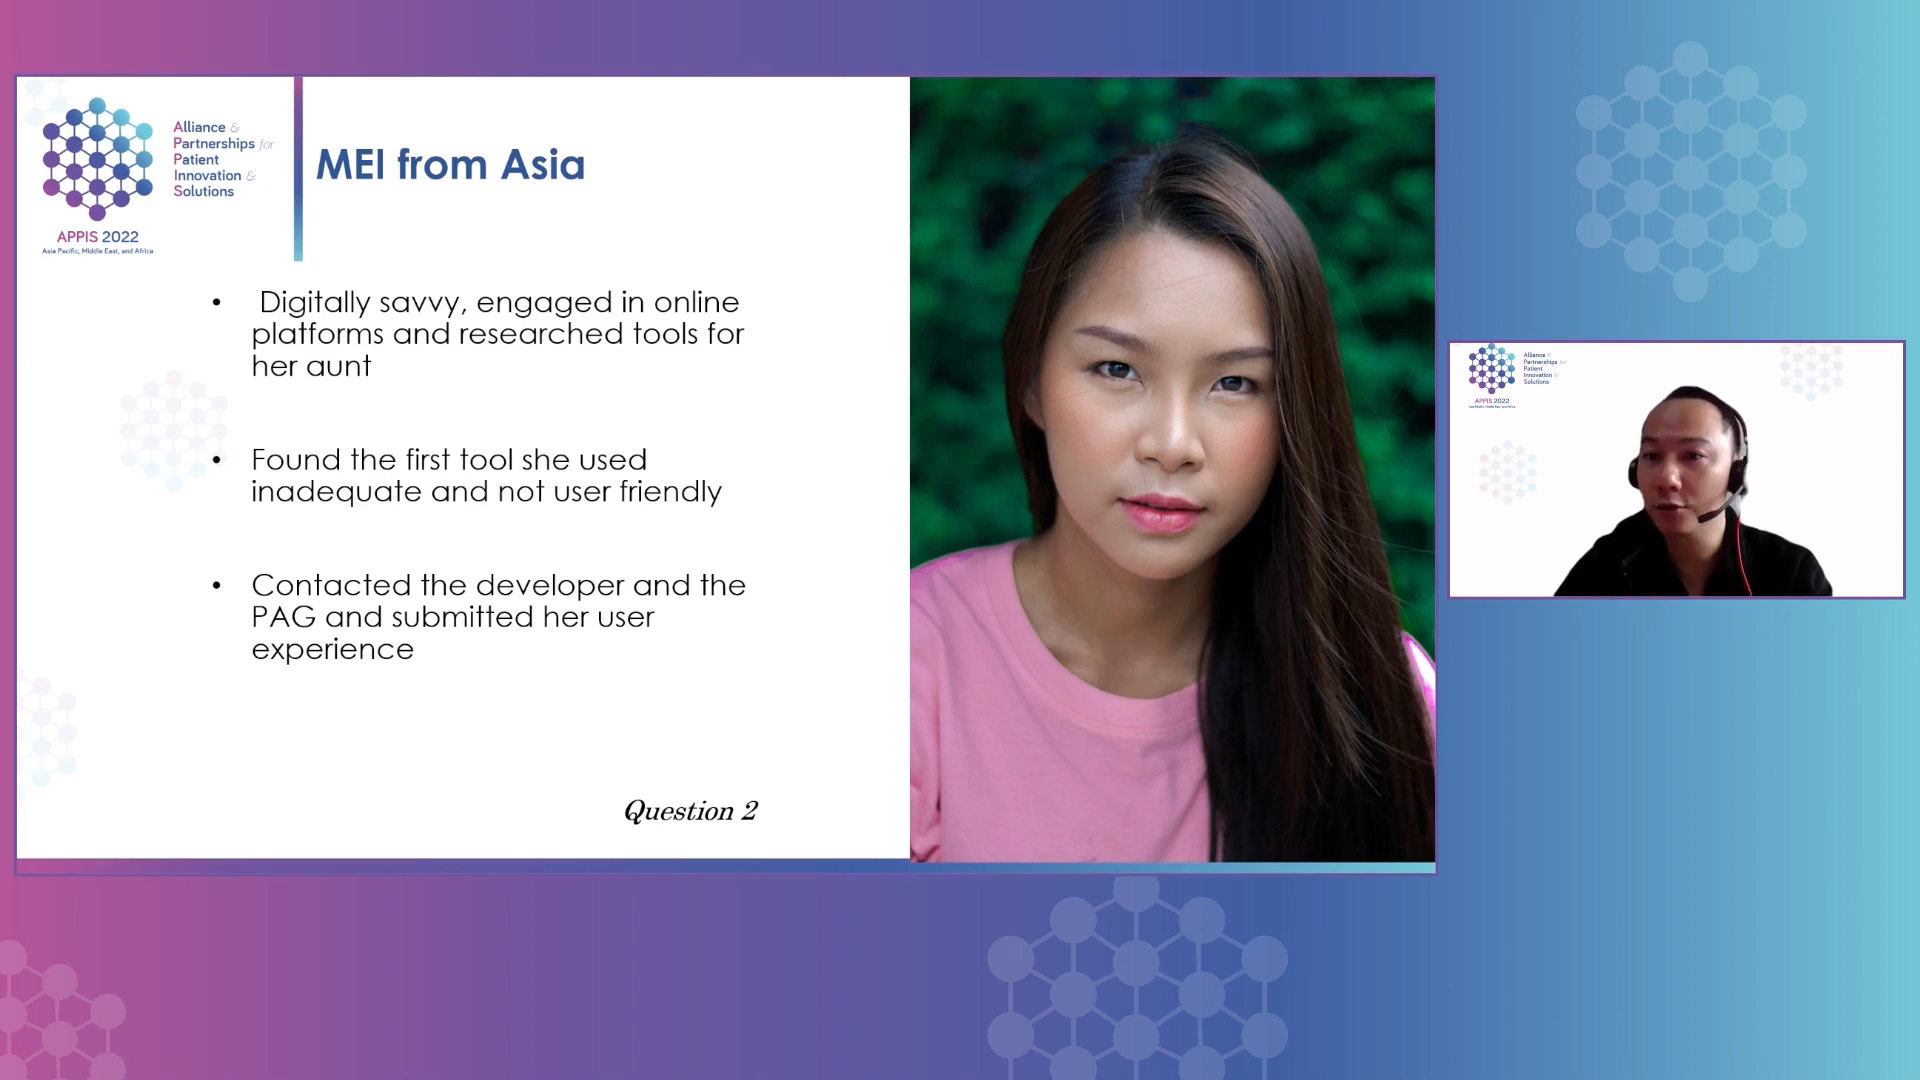 Alliance &
Partnerships for
Patient
Innovation &
Solutions
APPIS 2022
Asia Pacific, Middle East, and Africa
MEI from Asia
• Digitally savvy, engaged in online
platforms and researched tools for
her aunt
• Found the first tool she used
inadequate and not user friendly
• Contacted the developer and the
PAG and submitted her user
experience
Question 2
Alliance &
Partnerships for
Patient
Innovation &
Solutions
APPIS 2022
Asia Pacific, Middle East, and Africa